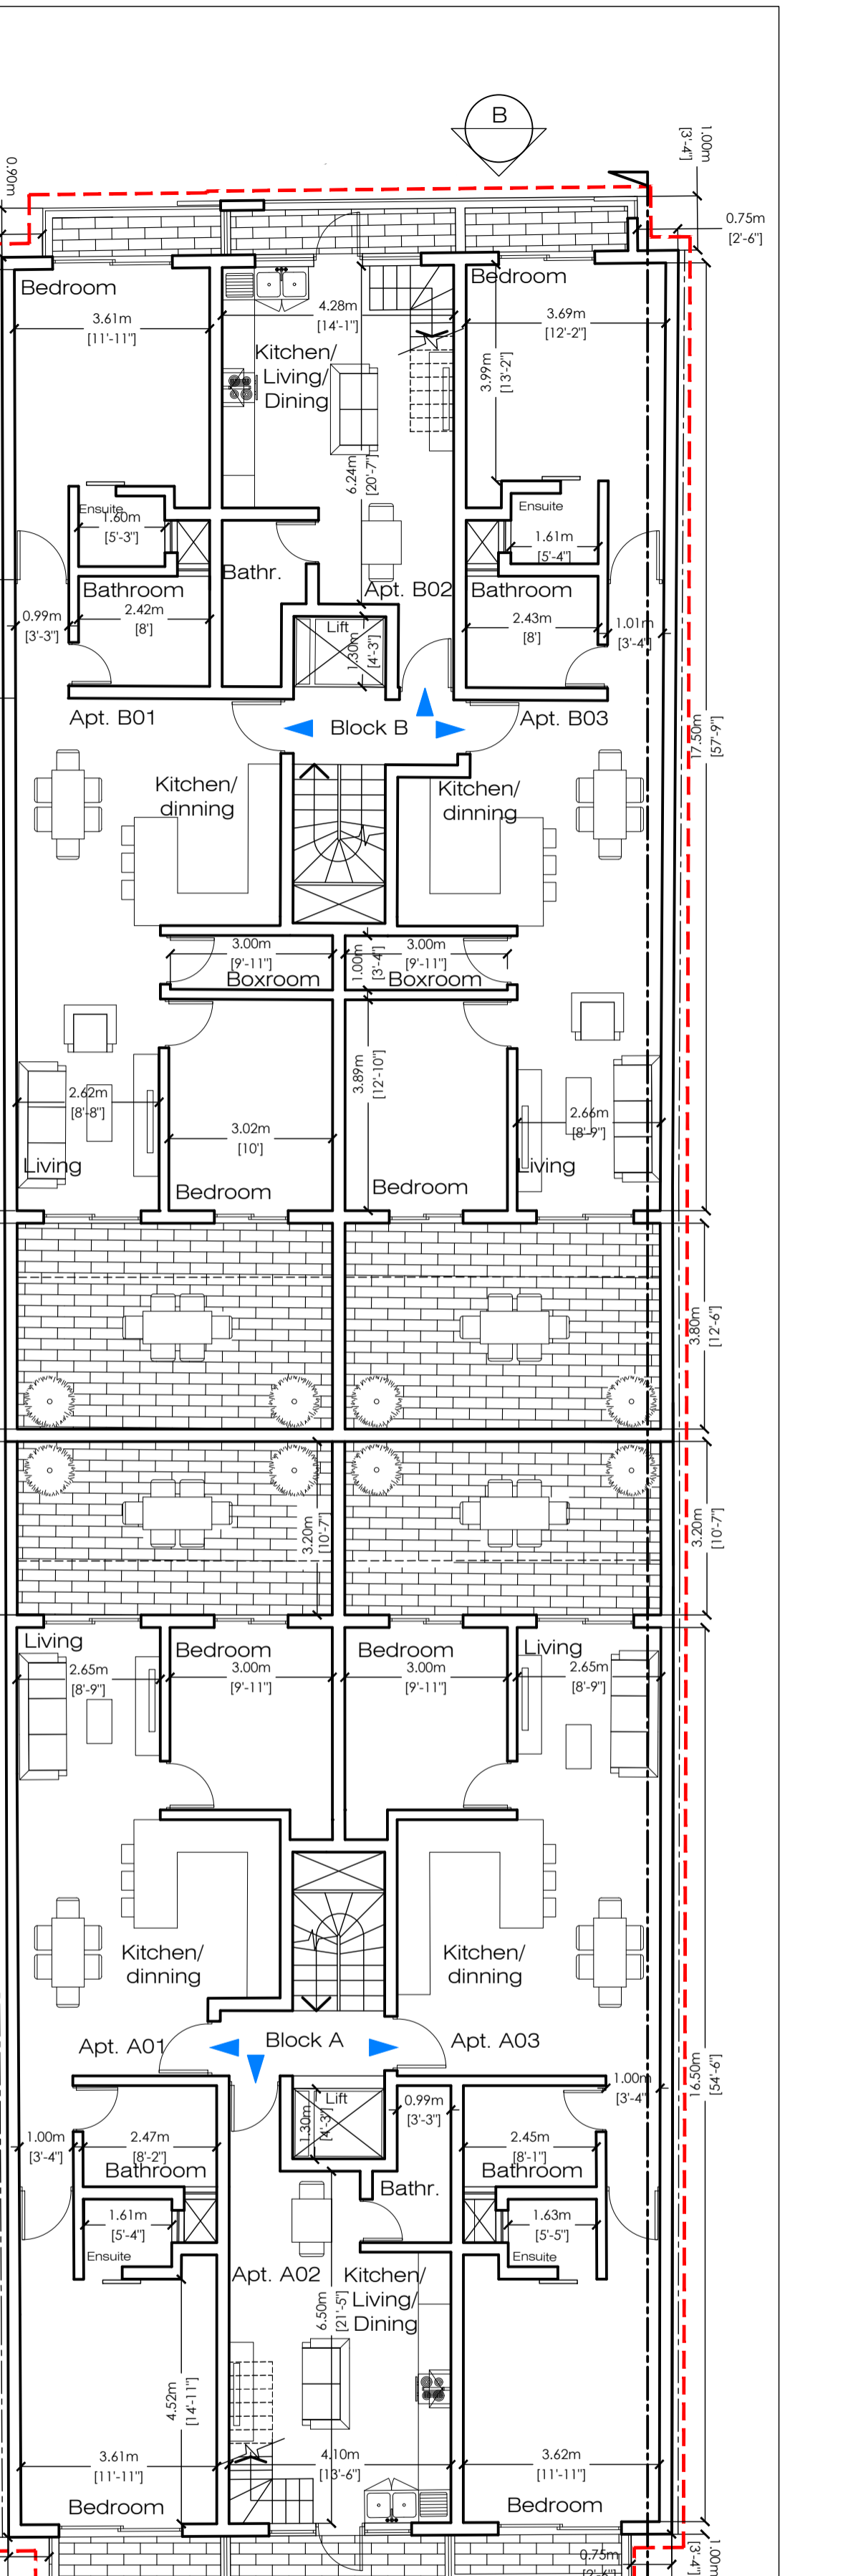 B
1.00m
[3'-4"]
0.90m
0.75m
[2'-6"]
Bedroom
3.61m
[11'-11"]
4.28m
[14'-1"]
Kitchen/
Living/
Dining
Bedroom
3.69m
[12'-2"]
3.99m
[13'-2"]
6.24m
[20'-7"]
Ensuite
1.60m
[5'-3"]
Ensuite
1.61m
[5'-4"]
Bathr.
Apt. B02
Bathroom
2.42m
[8']
0.99m
[3'-3"]
Bathroom
2.43m
[8']
1.01m
[3'-4"]
Lift
1.30m
[4'-3"]
Apt. B01
Block B
Apt. B03
17.50m
[57'-9"]
Kitchen/
dinning
Kitchen/
dinning
3.00m
[9'-11"]
Boxroom
1.00m
[3'-4"]
3.00m
[9'-11"]
Boxroom
3.89m
[12'-10"]
2.62m
[8'-8"]
3.02m
[10']
2.66m
[8'-9"]
Living
Bedroom
Bedroom
Living
3.80m
[12'-6"]
3.20m
[10'-7"]
3.20m
[10'-7"]
Living
2.65m
[8'-9"]
Bedroom
3.00m
[9'-11"]
Bedroom
3.00m
[9'-11"]
Living
2.65m
[8'-9"]
Kitchen/
dinning
Kitchen/
dinning
Apt. A01
Block A
Apt. A03
16.50m
[54'-6"]
1.00m
[3'-4"]
Lift
1.30m
[4'-3"]
0.99m
[3'-3"]
1.00m
[3'-4"]
2.47m
[8'-2"]
Bathroom
2.45m
[8'-1"]
Bathroom
Bathr.
1.61m
[5'-4"]
Ensuite
1.63m
[5'-5"]
Ensuite
Apt. A02
Kitchen/
Living/
Dining
6.50m
[21'-5"]
4.52m
[14'-11"]
3.61m
[11'-11"]
4.10m
[13'-6"]
3.62m
[11'-11"]
Bedroom
Bedroom
0.75m
[2'-6"]
1.00m
[3'-4"]